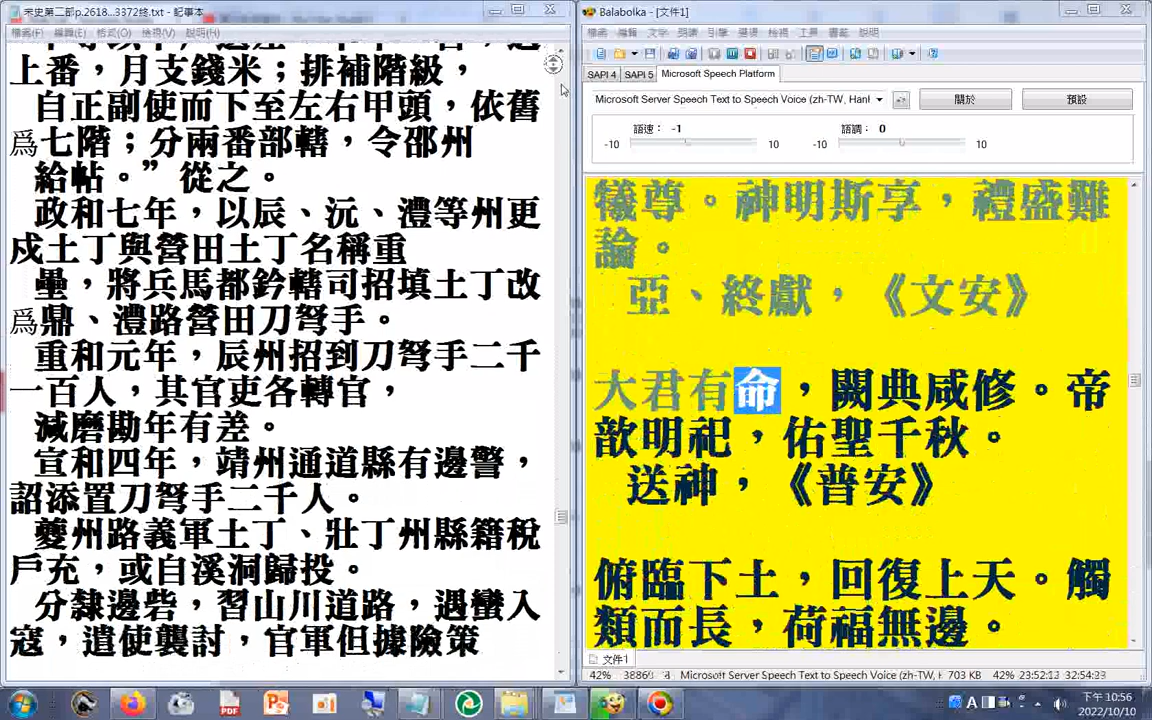 宋史第二部p.2618...3372终.txt - 記事本
檔案(F) 編輯(E) 格式(O) 檢視(V) 說明(H)
上番，月支錢米；排補階級，
自正副使而下至左右甲頭，依舊
爲七階；分兩番部轄，令邵州
給帖。”從之。
政和七年，以辰、沅、澧等州更
戍土丁與營田土丁名稱重
壘，將兵馬都鈐轄司招填土丁改
爲鼎、澧路營田刀弩手。
重和元年，辰州招到刀弩手二千
一百人，其官吏各轉官，
減磨勘年有差。
宣和四年，靖州通道縣有邊警，
詔添置刀弩手二千人。
夔州路義軍土丁、壯丁州縣籍稅
戶充，或自溪洞歸投。
分隸邊砦，習山川道路，遇蠻入
寇，遣使襲討，官軍但據險策
Balabolka - [文件1]
檔案 編輯 文字 朗讀 引擎 選項 檢視 書籤 說明
SAPI 4 SAPI 5 Microsoft Speech Platform
Microsoft Server Speech Text to Speech Voice (zh-TW, Hanl
關於 預設
語速： -1 語調： 0
-10 10 -10 10
犧尊。神明斯享，禮盛難
論。
亞、終獻，《文安》
大君有命，闕典咸修。帝
歆明祀，佑聖千秋。
送神，《普安》
俯臨下土，回復上天。觸
類而長，荷福無邊。
文件1
42% Microsoft Server Speech Text to Speech Voice (zh-TW, H 703 KB 42% 23:52:13 32:54:33
下午 10:56
2022/10/10